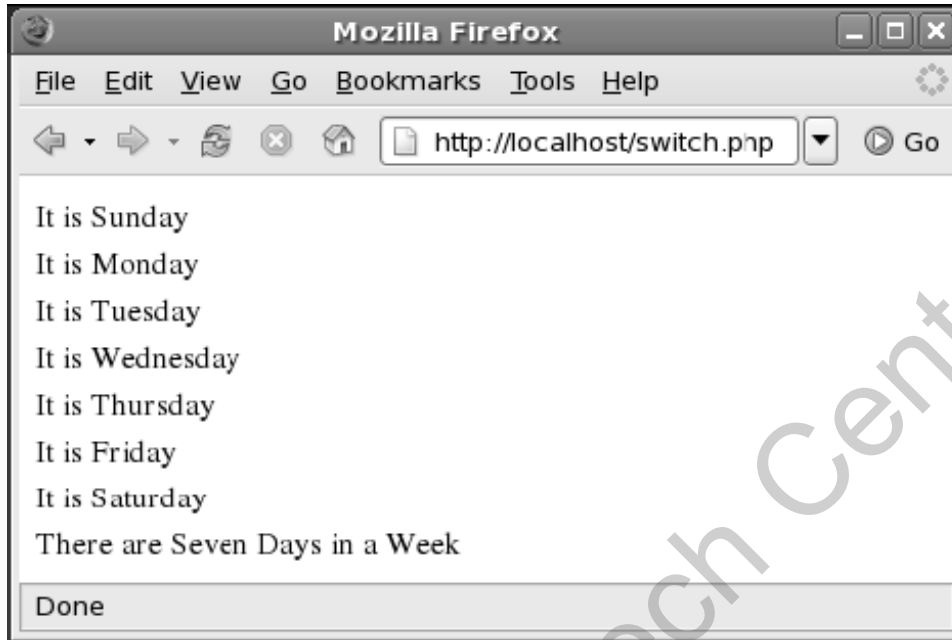 Mozilla Firefox
File Edit View Go Bookmarks Tools Help
http://localhost/switch.php Go
It is Sunday
It is Monday
It is Tuesday
It is Wednesday
It is Thursday
It is Friday
It is Saturday
There are Seven Days in a Week
Done